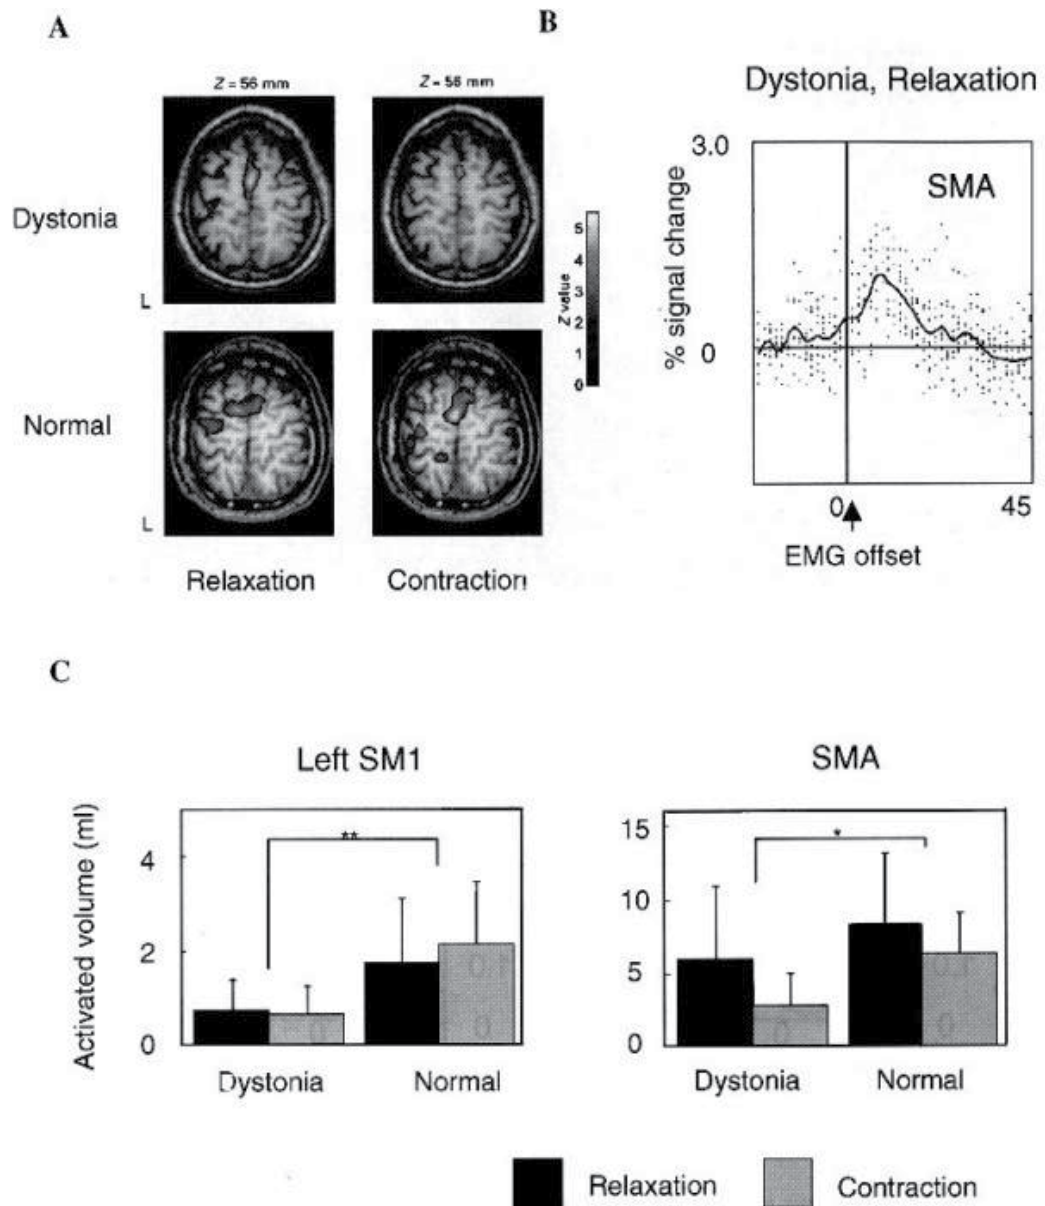 A
B
Z = 56 mm
Z = 56 mm
Dystonia
L
Normal
L
Relaxation
Contraction
5
4
3
2
1
0
Z value
Dystonia, Relaxation
3.0
SMA
% signal change
0
0
45
EMG offset
C
Left SM1
**
Activated volume (ml)
4
2
0
Dystonia
Normal
SMA
*
15
10
5
0
Dystonia
Normal
Relaxation
Contraction